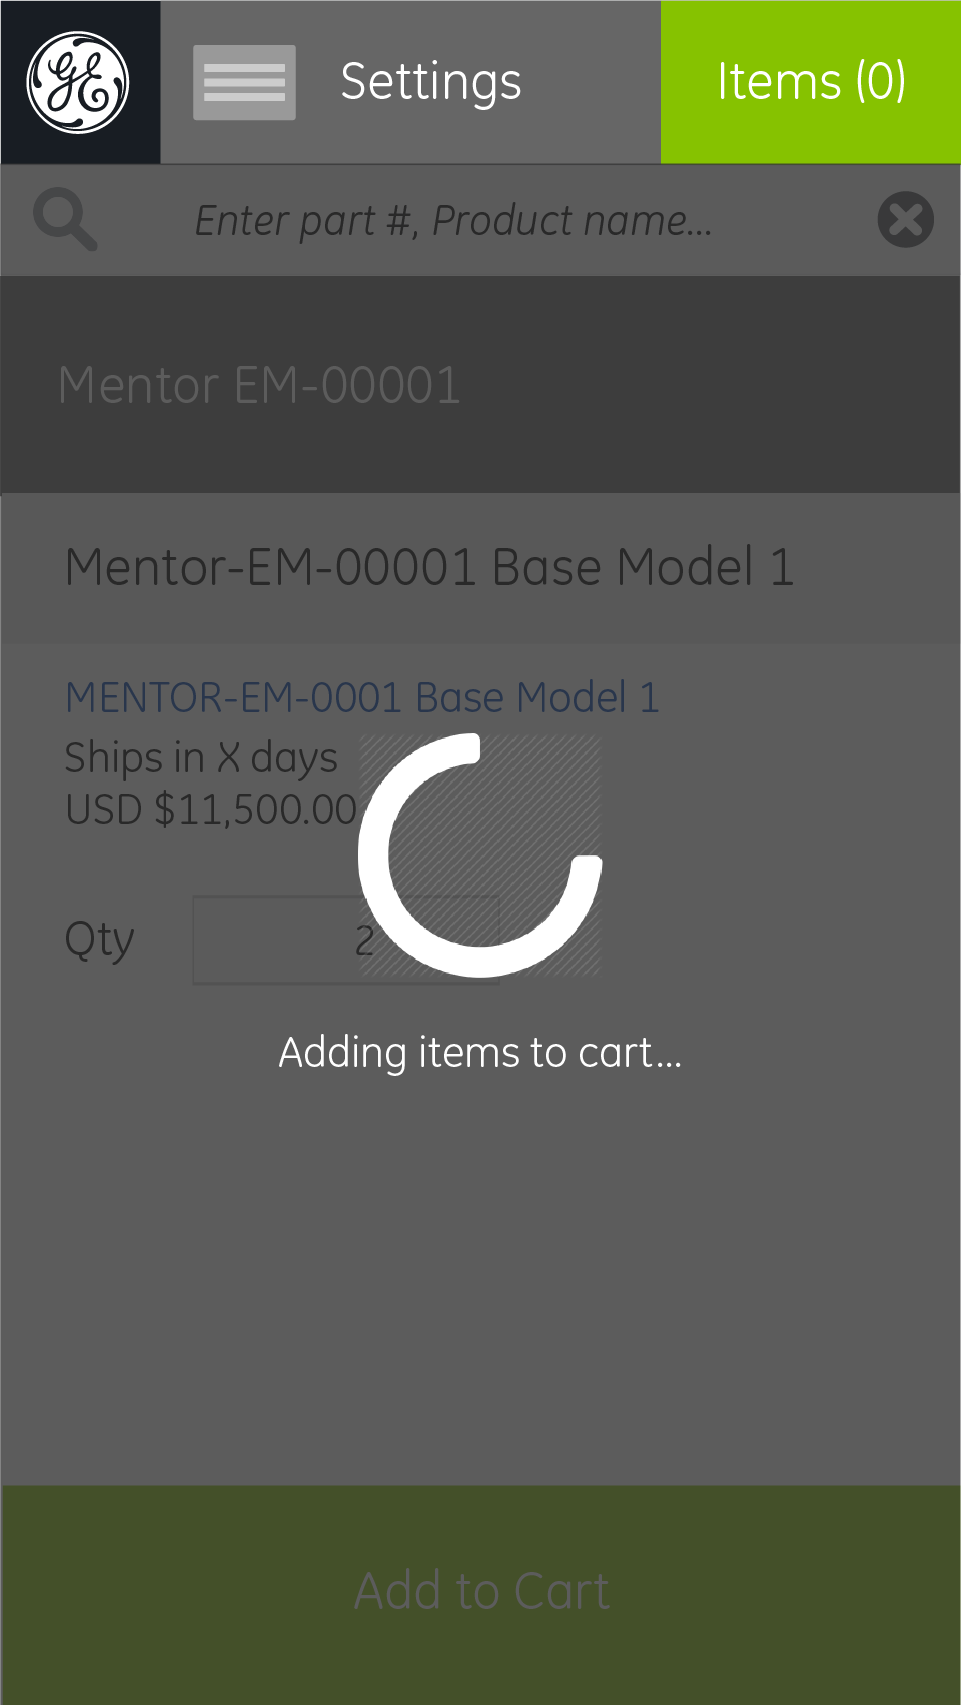 GE
Settings
Items (0)
Enter part #, Product name...
Mentor EM-00001
Mentor-EM-00001 Base Model 1
MENTOR-EM-0001 Base Model 1
Ships in X days
USD $11,500.00
Qty
2
Adding items to cart...
Add to Cart